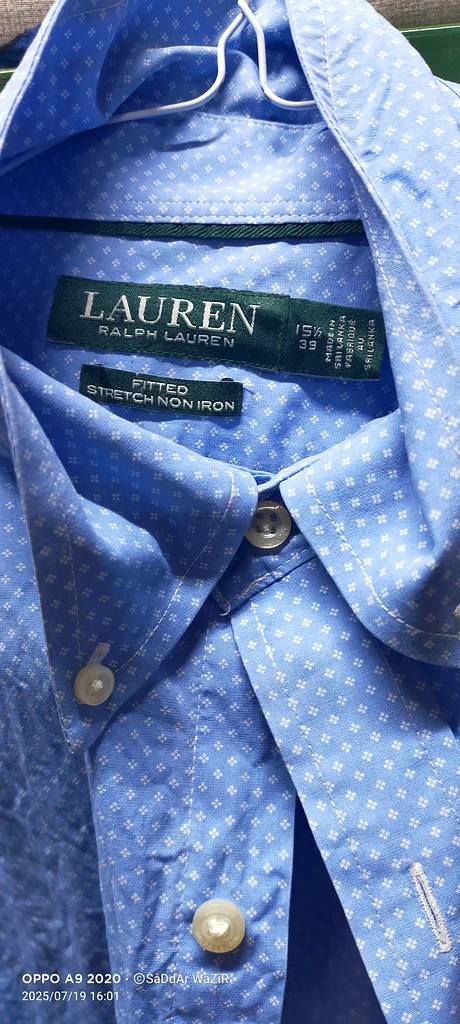 LAUREN
RALPH LAUREN
15½
39
MADE IN
SRI LANKA
FABRIQUÉ
AU
SRI LANKA
FITTED
STRETCH NON IRON
OPPO A9 2020 · ©SaDdAr WaZiR
2025/07/19 16:01